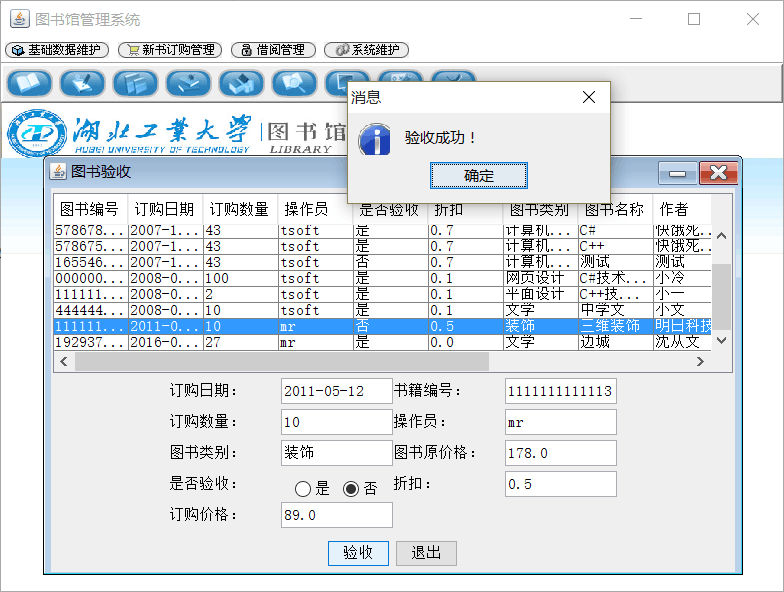 图书馆管理系统
基础数据维护 新书订购管理 借阅管理 系统维护
消息
验收成功！
确定
湖北工业大学 图书馆
HUBEI UNIVERSITY OF TECHNOLOGY LIBRARY
图书验收
图书编号 订购日期 订购数量 操作员 是否验收 折扣 图书类别 图书名称 作者
578678... 2007-1... 43 tsoft 是 0.7 计算机... C# 快饿死...
578675... 2007-1... 43 tsoft 是 0.7 计算机... C++ 快饿死...
165546... 2007-1... 43 tsoft 否 0.7 计算机... 测试 测试
000000... 2008-0... 100 tsoft 是 0.1 网页设计 C#技术... 小冷
111111... 2008-0... 2 tsoft 是 0.1 平面设计 C++技... 小一
444444... 2008-0... 10 tsoft 是 0.1 文学 中学文 小文
111111... 2011-0... 10 mr 否 0.5 装饰 三维装饰 明日科技
192937... 2016-0... 27 mr 是 0.0 文学 边城 沈从文
订购日期： 2011-05-12 书籍编号： 1111111111113
订购数量： 10 操作员： mr
图书类别： 装饰 图书原价格： 178.0
是否验收： 是 否 折扣： 0.5
订购价格： 89.0
验收 退出